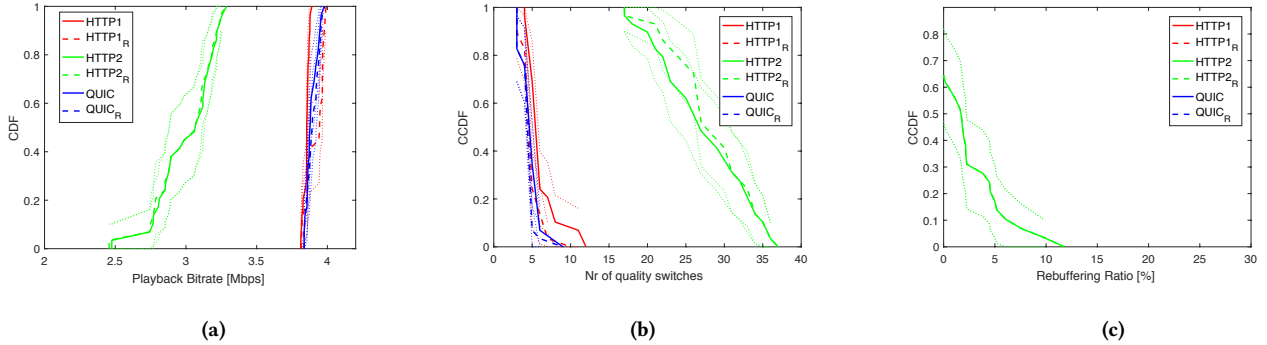 1
0.8
0.6
0.4
0.2
0
CDF
HTTP1
HTTP1R
HTTP2
HTTP2R
QUIC
QUICR
2 2.5 3 3.5 4
Playback Bitrate [Mbps]
(a)
1
0.8
0.6
0.4
0.2
0
CCDF
HTTP1
HTTP1R
HTTP2
HTTP2R
QUIC
QUICR
0 5 10 15 20 25 30 35 40
Nr of quality switches
(b)
0.9
0.8
0.7
0.6
0.5
0.4
0.3
0.2
0.1
0
CCDF
HTTP1
HTTP1R
HTTP2
HTTP2R
QUIC
QUICR
0 5 10 15 20 25 30
Rebuffering Ratio [%]
(c)